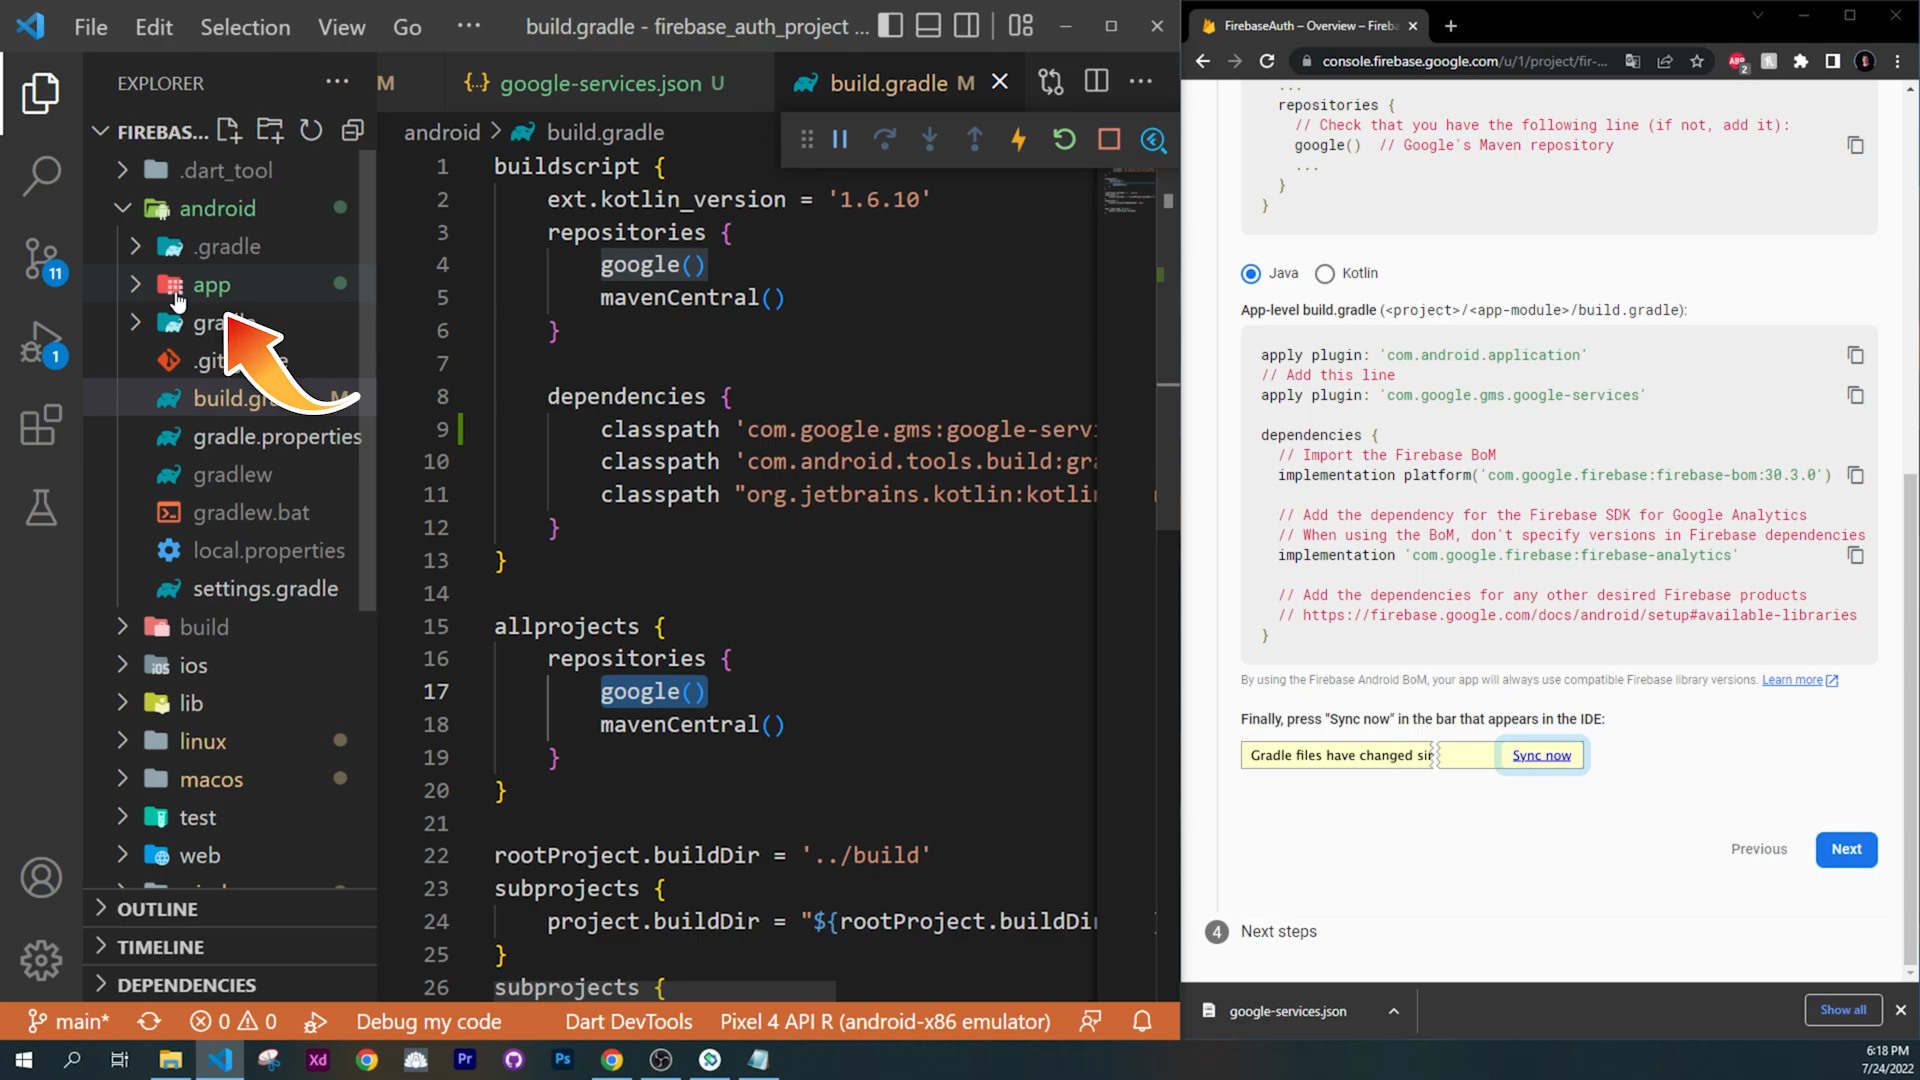 File Edit Selection View Go ··· build.gradle - firebase_auth_project ...
EXPLORER
FIREBAS...
.dart_tool
android
.gradle
app
build.gr
gradle.properties
gradlew
gradlew.bat
local.properties
settings.gradle
build
ios
lib
linux
macos
test
web
OUTLINE
TIMELINE
DEPENDENCIES
11
1
M
{} google-services.json U
build.gradle M
android > build.gradle
1 buildscript {
2 ext.kotlin_version = '1.6.10'
3 repositories {
4 google()
5 mavenCentral()
6 }
7
8 dependencies {
9 classpath 'com.google.gms:google-servi
10 classpath 'com.android.tools.build:gra
11 classpath "org.jetbrains.kotlin:kotlin
12 }
13 }
14
15 allprojects {
16 repositories {
17 google()
18 mavenCentral()
19 }
20 }
21
22 rootProject.buildDir = '../build'
23 subprojects {
24 project.buildDir = "${rootProject.buildDir
25 }
26 subprojects {
main* 0 0 Debug my code Dart DevTools Pixel 4 API R (android-x86 emulator)
FirebaseAuth – Overview – Fireba
console.firebase.google.com/u/1/project/fir-...
ABP
2
...
repositories {
// Check that you have the following line (if not, add it):
google() // Google's Maven repository
...
}
}
Java Kotlin
App-level build.gradle (<project>/<app-module>/build.gradle):
apply plugin: 'com.android.application'
// Add this line
apply plugin: 'com.google.gms.google-services'
dependencies {
// Import the Firebase BoM
implementation platform('com.google.firebase:firebase-bom:30.3.0')
// Add the dependency for the Firebase SDK for Google Analytics
// When using the BoM, don't specify versions in Firebase dependencies
implementation 'com.google.firebase:firebase-analytics'
// Add the dependencies for any other desired Firebase products
// https://firebase.google.com/docs/android/setup#available-libraries
}
By using the Firebase Android BoM, your app will always use compatible Firebase library versions. Learn more
Finally, press "Sync now" in the bar that appears in the IDE:
Gradle files have changed sin Sync now
Previous Next
4 Next steps
google-services.json
Show all
Xd Pr Ps
6:18 PM
7/24/2022